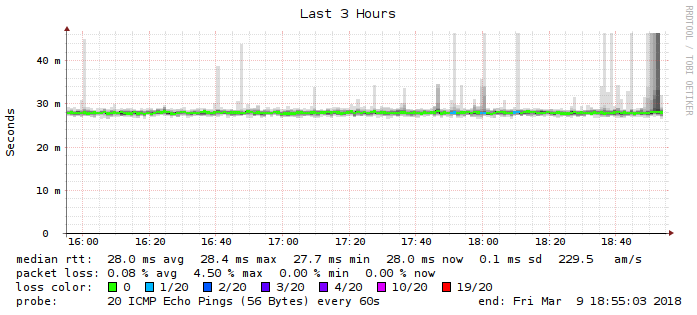 Last 3 Hours
RRDTOOL / TOBI OETIKER
Seconds
40 m
30 m
20 m
10 m
0
16:00 16:20 16:40 17:00 17:20 17:40 18:00 18:20 18:40
median rtt: 28.0 ms avg 28.4 ms max 27.7 ms min 28.0 ms now 0.1 ms sd 229.5 am/s
packet loss: 0.08 % avg 4.50 % max 0.00 % min 0.00 % now
loss color: 0 1/20 2/20 3/20 4/20 10/20 19/20
probe: 20 ICMP Echo Pings (56 Bytes) every 60s end: Fri Mar 9 18:55:03 2018